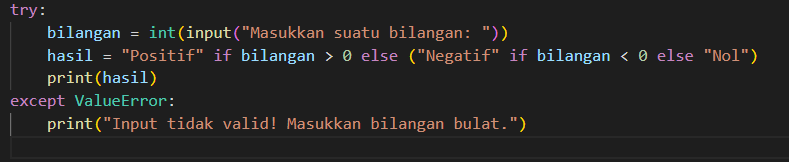 try:
    bilangan = int(input("Masukkan suatu bilangan: "))
    hasil = "Positif" if bilangan > 0 else ("Negatif" if bilangan < 0 else "Nol")
    print(hasil)
except ValueError:
    print("Input tidak valid! Masukkan bilangan bulat.")